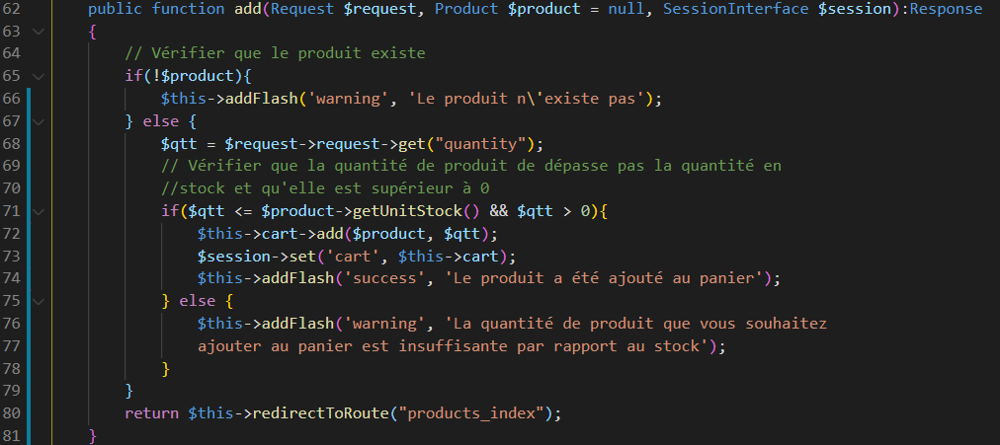 62 public function add(Request $request, Product $product = null, SessionInterface $session):Response
63 {
64 // Vérifier que le produit existe
65 if(!$product){
66 $this->addFlash('warning', 'Le produit n\'existe pas');
67 } else {
68 $qtt = $request->request->get("quantity");
69 // Vérifier que la quantité de produit de dépasse pas la quantité en
70 //stock et qu'elle est supérieur à 0
71 if($qtt <= $product->getUnitStock() && $qtt > 0){
72 $this->cart->add($product, $qtt);
73 $session->set('cart', $this->cart);
74 $this->addFlash('success', 'Le produit a été ajouté au panier');
75 } else {
76 $this->addFlash('warning', 'La quantité de produit que vous souhaitez
77 ajouter au panier est insuffisante par rapport au stock');
78 }
79 }
80 return $this->redirectToRoute("products_index");
81 }